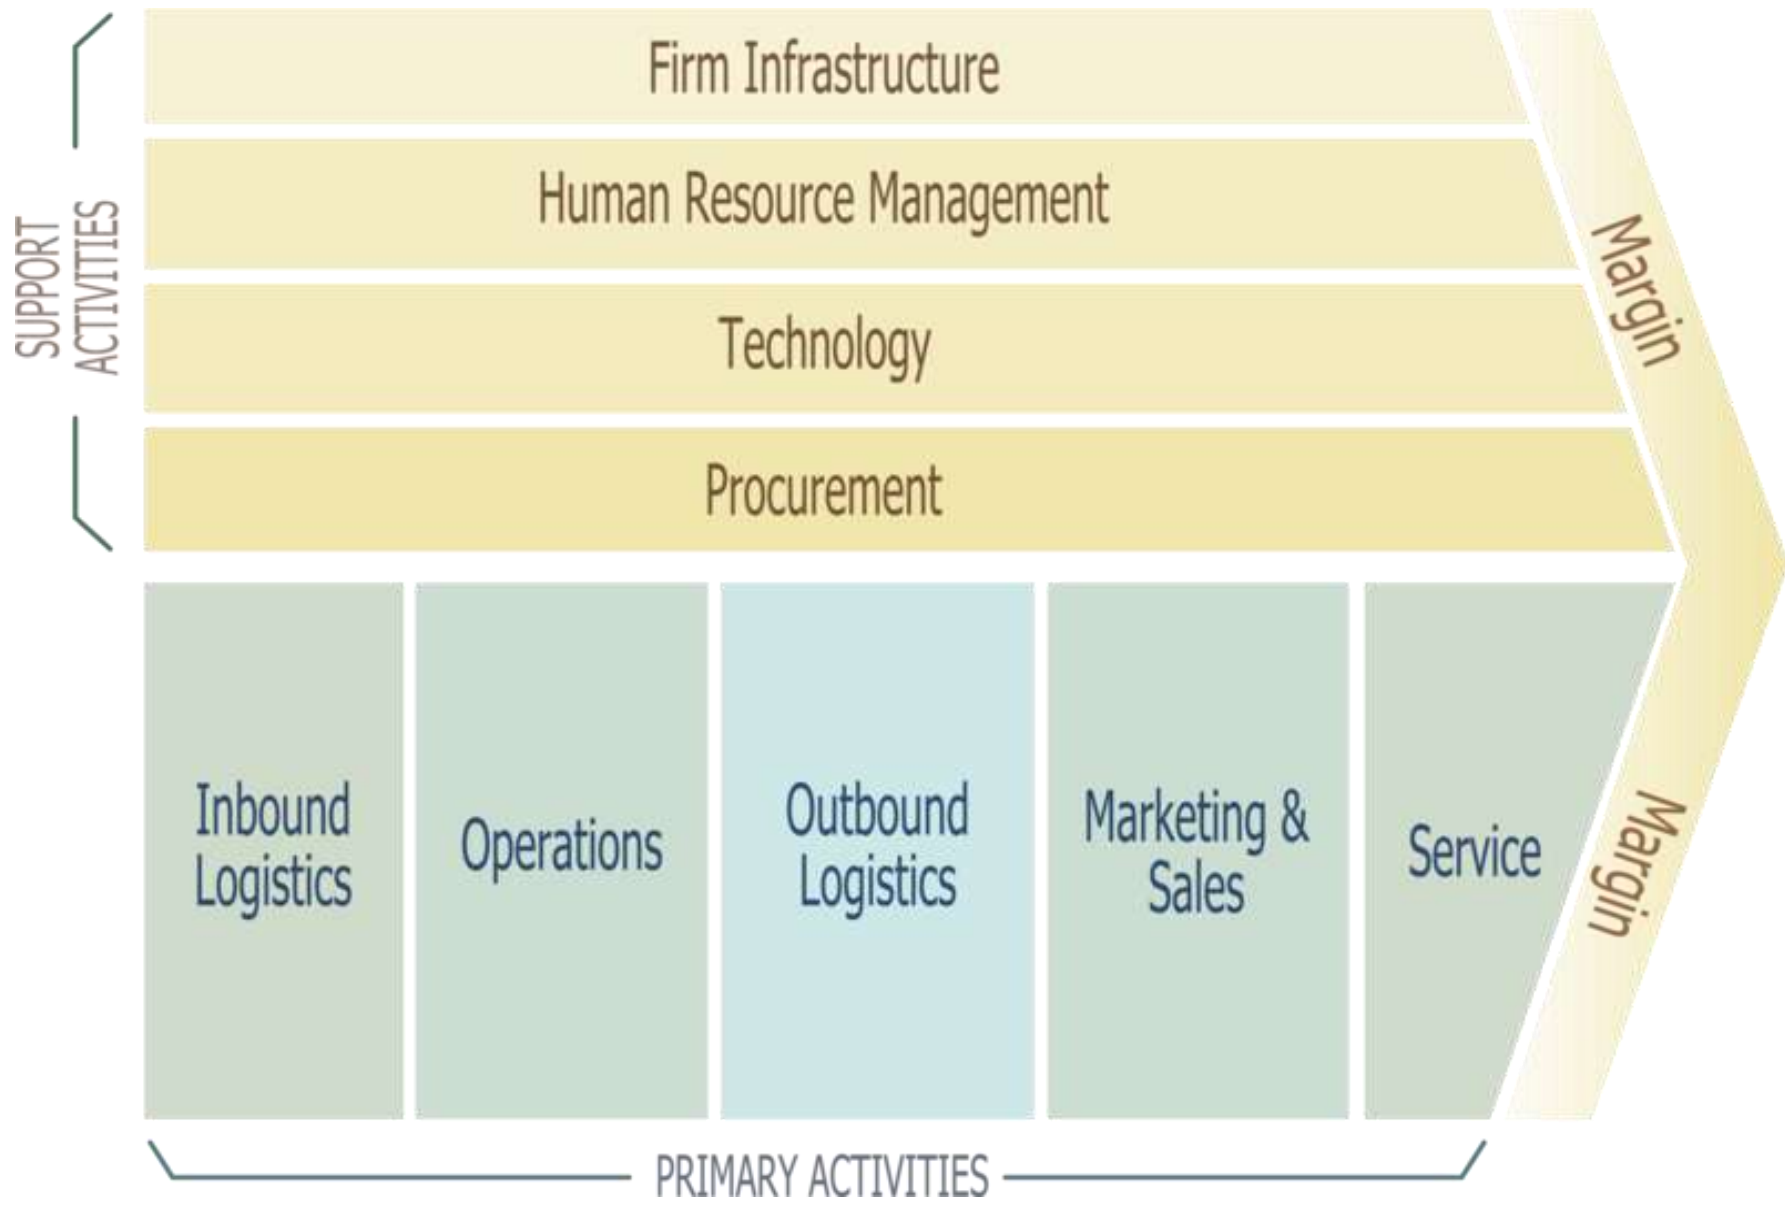 Firm Infrastructure
SUPPORT
ACTIVITIES
Human Resource Management
Margin
Technology
Procurement
Inbound
Logistics
Operations
Outbound
Logistics
Marketing &
Sales
Service
Margin
PRIMARY ACTIVITIES